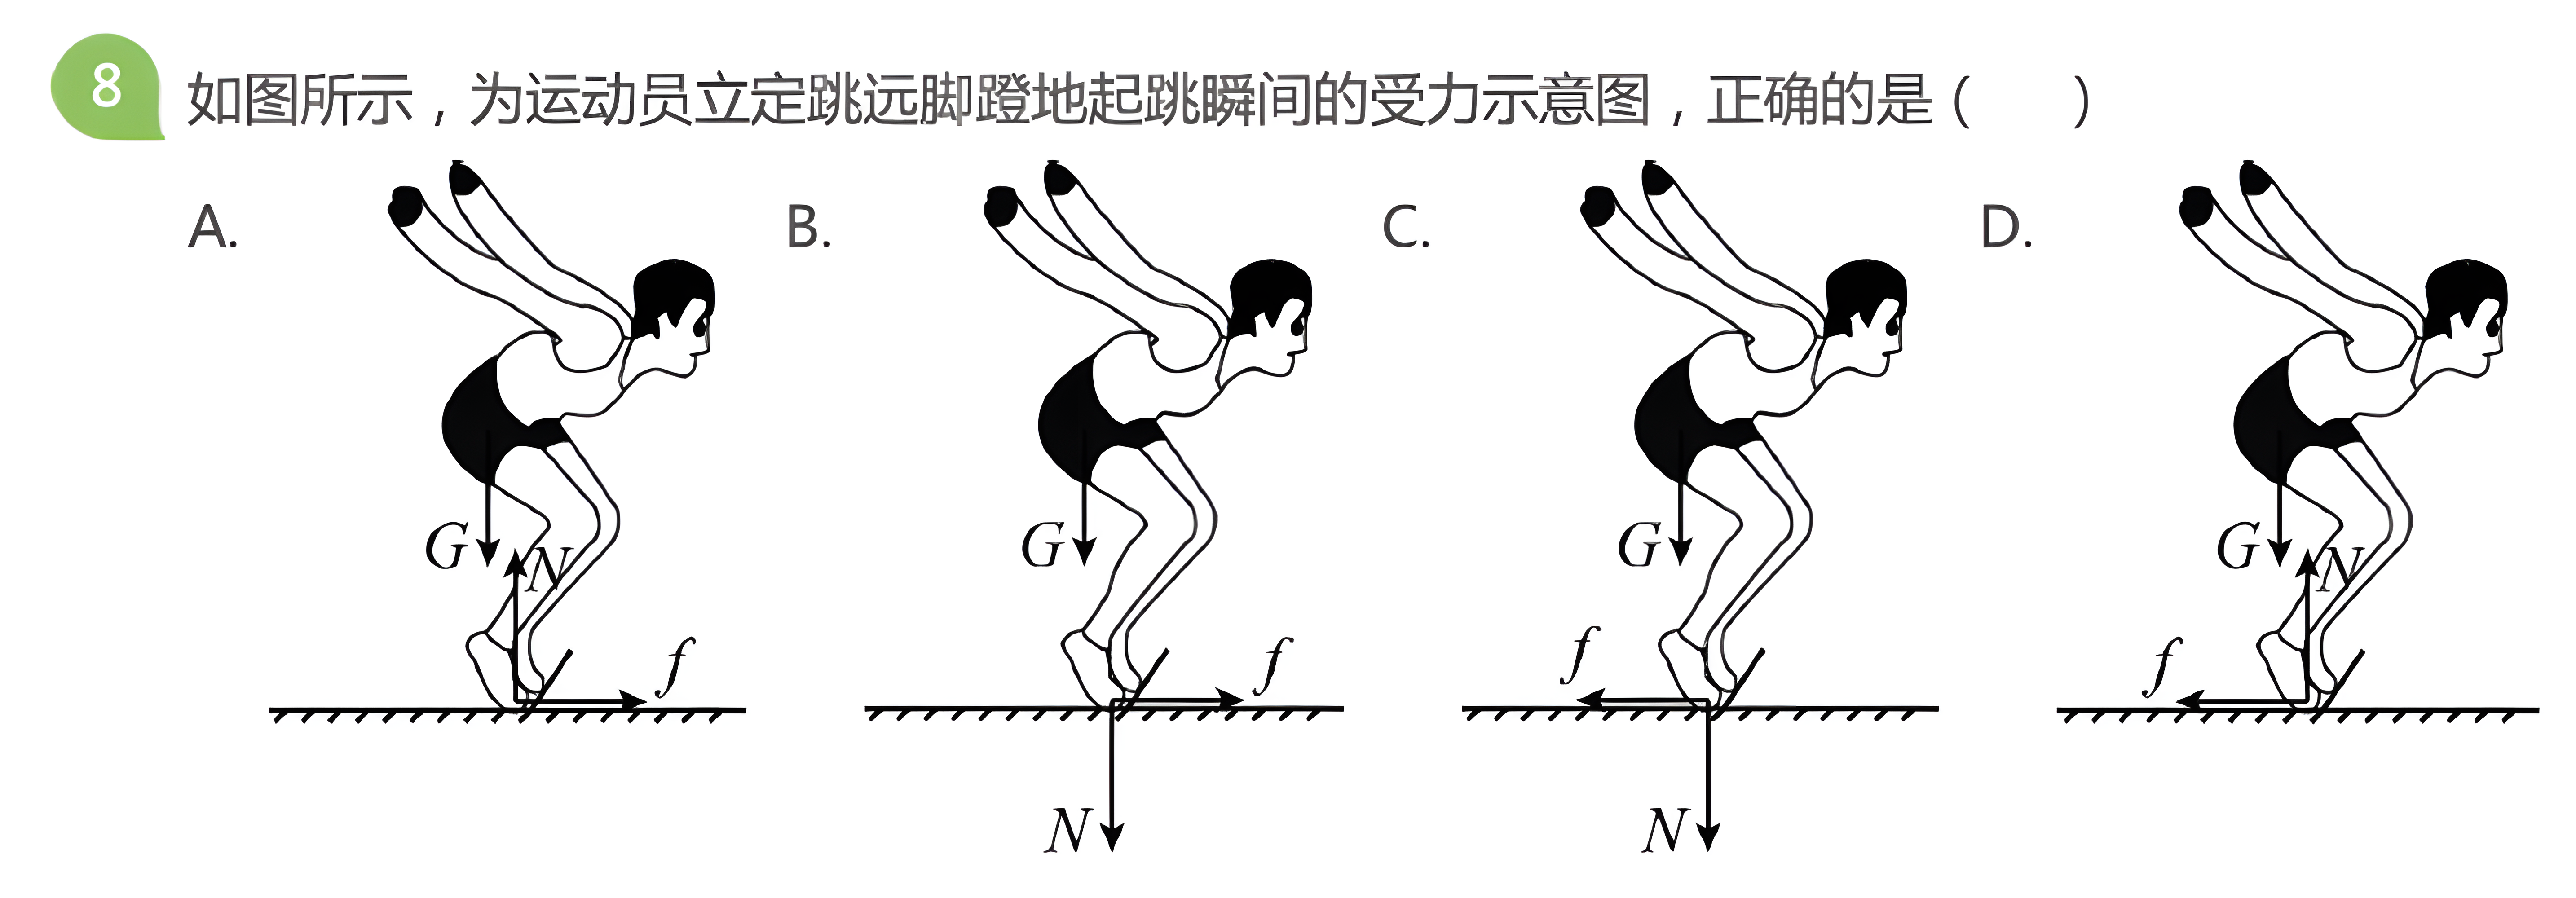 8 如图所示，为运动员立定跳远脚蹬地起跳瞬间的受力示意图，正确的是（ ）
A. B. C. D.
G G G G
N N
f f f f
N N